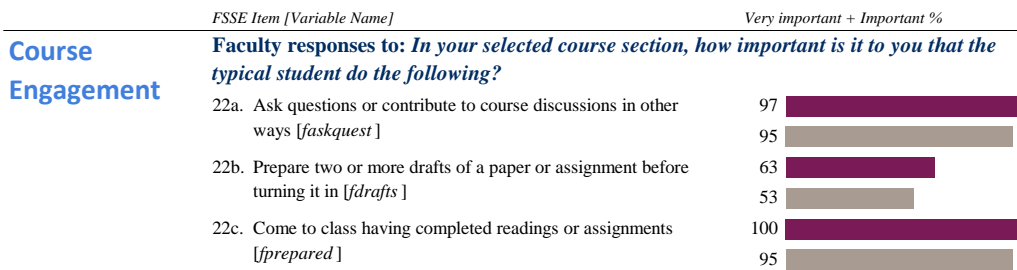 FSSE Item [Variable Name] Very important + Important %
Course
Engagement
Faculty responses to: In your selected course section, how important is it to you that the
typical student do the following?
22a. Ask questions or contribute to course discussions in other
ways [faskquest]
97
95
22b. Prepare two or more drafts of a paper or assignment before
turning it in [fdrafts]
63
53
22c. Come to class having completed readings or assignments
[fprepared]
100
95